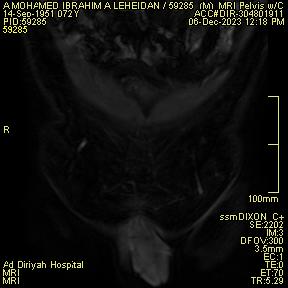 A MOHAMED IBRAHIM A LEHEIDAN / 59285 (M) MRI Pelvis w/C
14-Sep-1951 072Y
ACC#DIR-304801911
PID:59285
06-Dec-2023 12:18 PM
59285
R
100mm
ssmDIXON_C+
SE:2202
IM:3
DFOV:300
3.5mm
EC:1
TE:0
ET:70
TR:5.29
Ad Diriyah Hospital
MRI
MRI